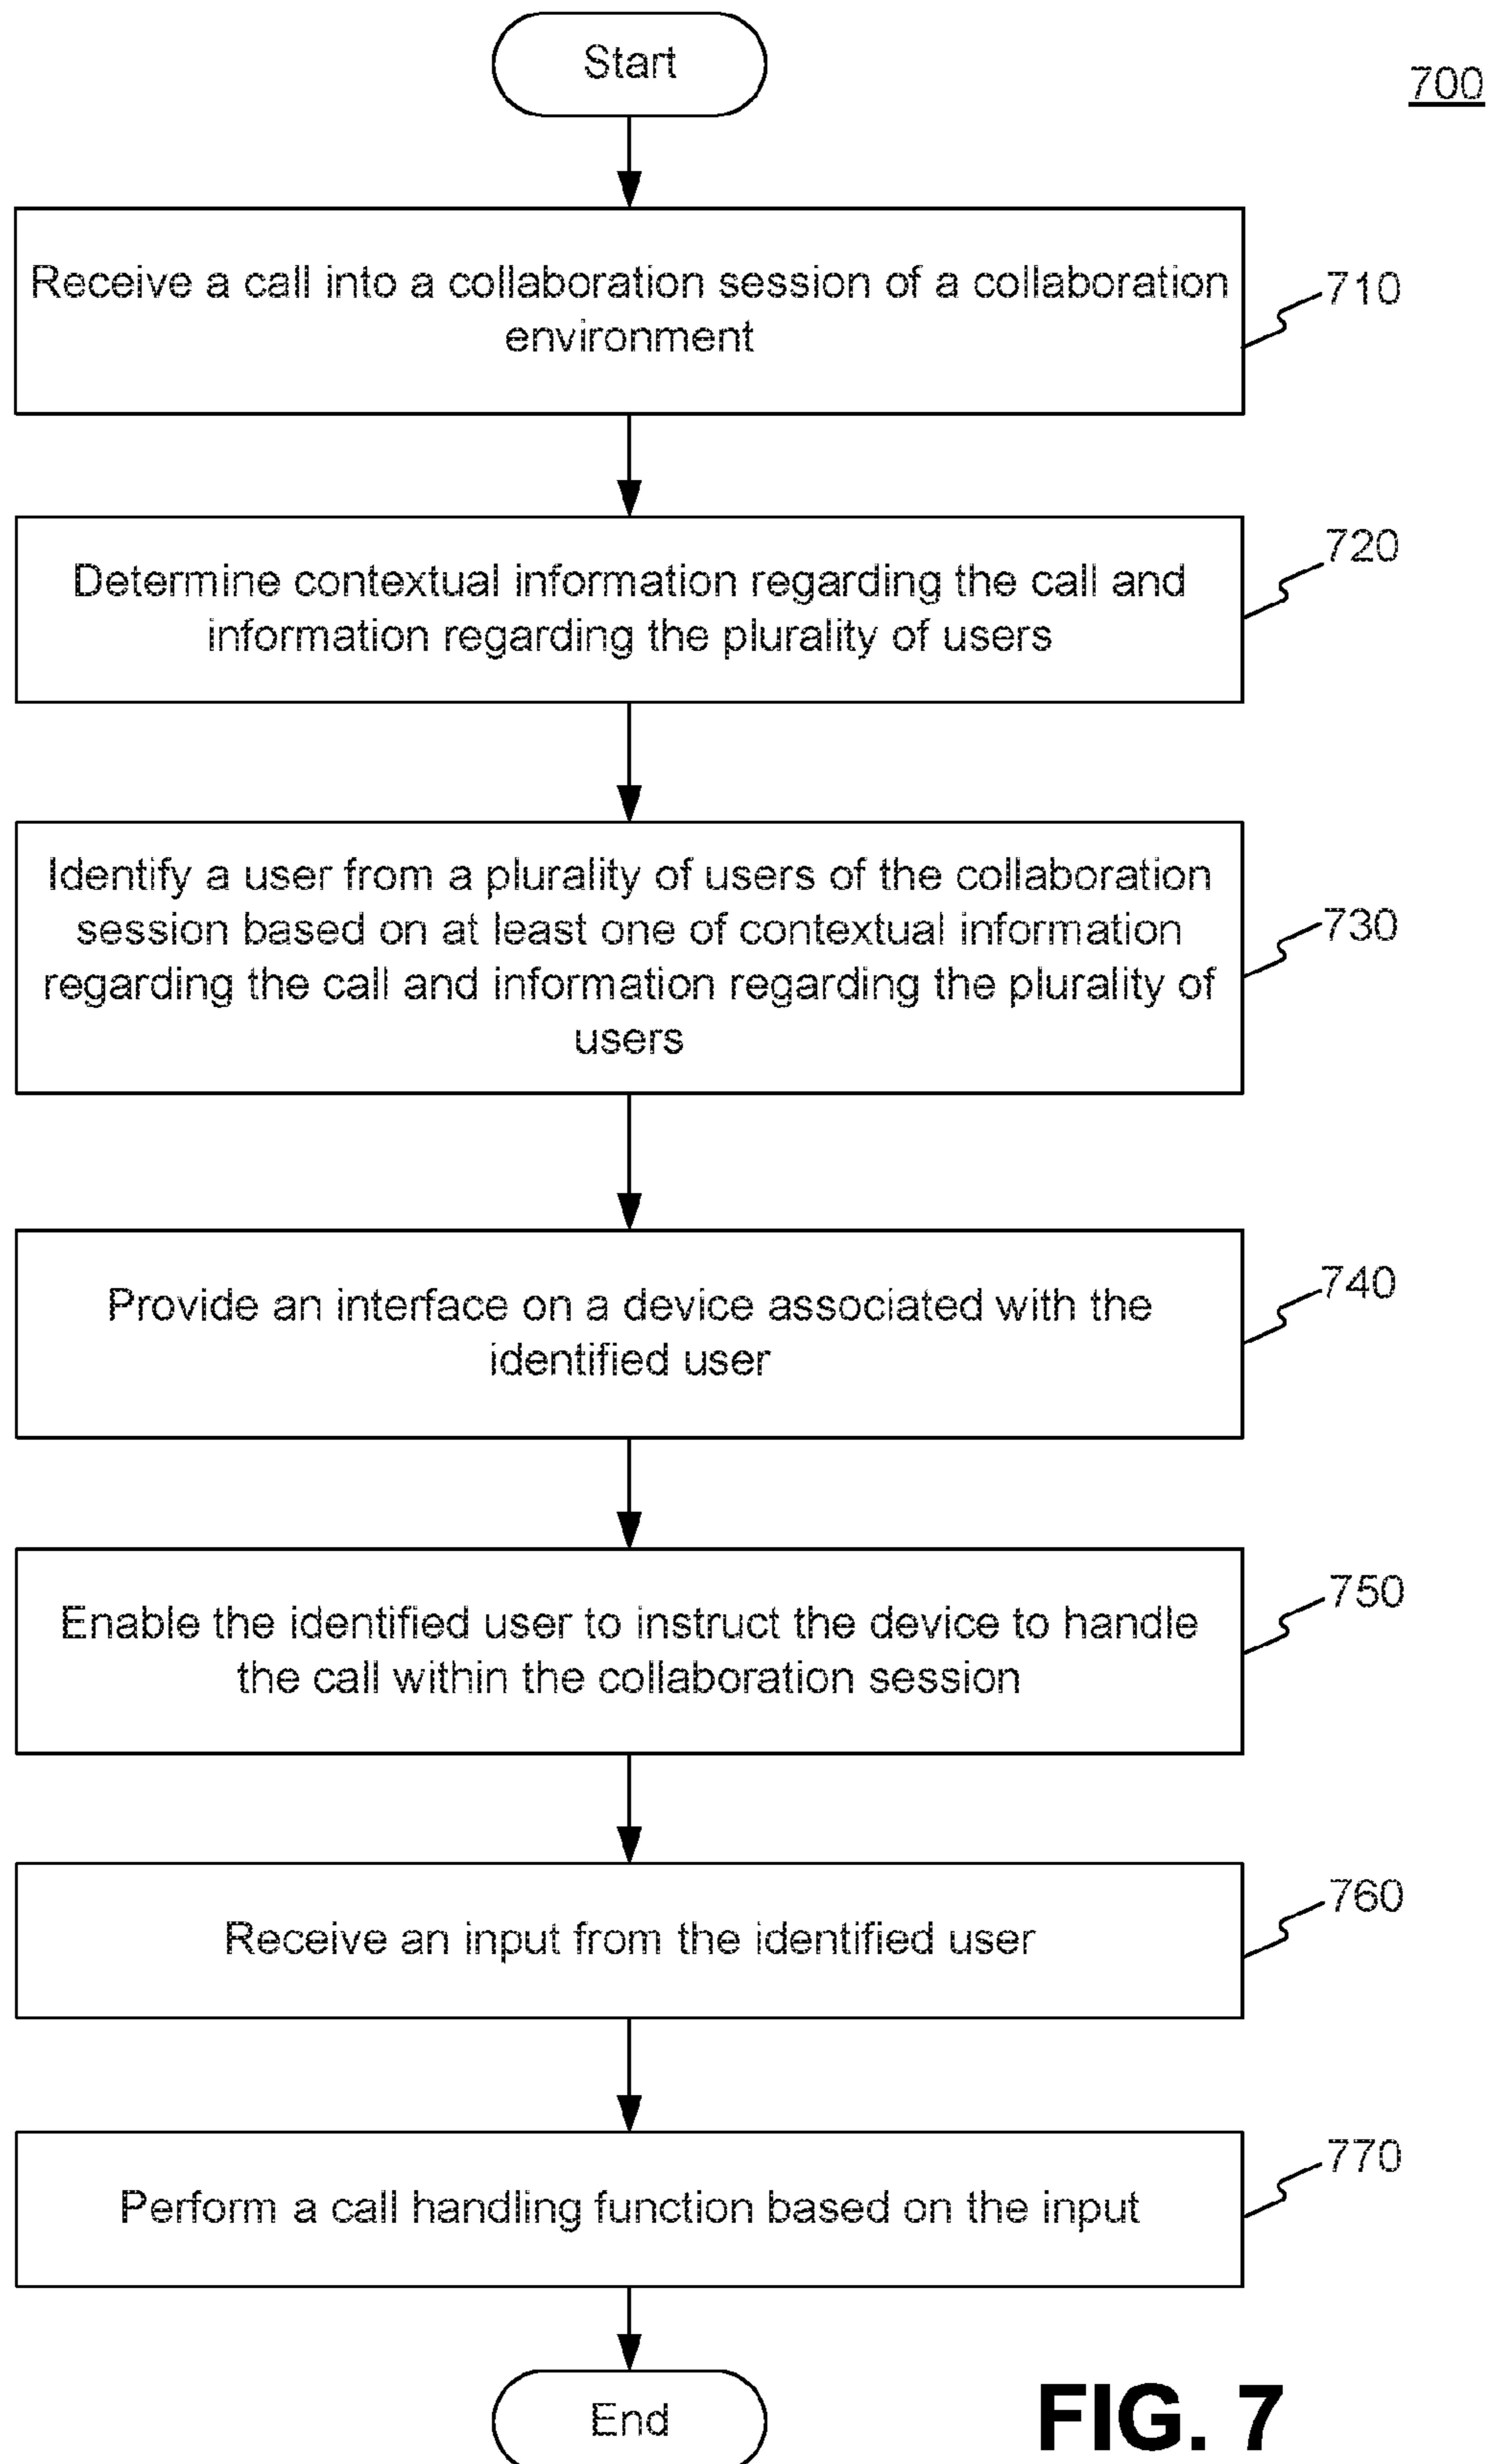 Start
700
Receive a call into a collaboration session of a collaboration
environment
710
Determine contextual information regarding the call and
information regarding the plurality of users
720
Identify a user from a plurality of users of the collaboration
session based on at least one of contextual information
regarding the call and information regarding the plurality of
users
730
Provide an interface on a device associated with the
identified user
740
Enable the identified user to instruct the device to handle
the call within the collaboration session
750
Receive an input from the identified user
760
Perform a call handling function based on the input
770
End
FIG. 7